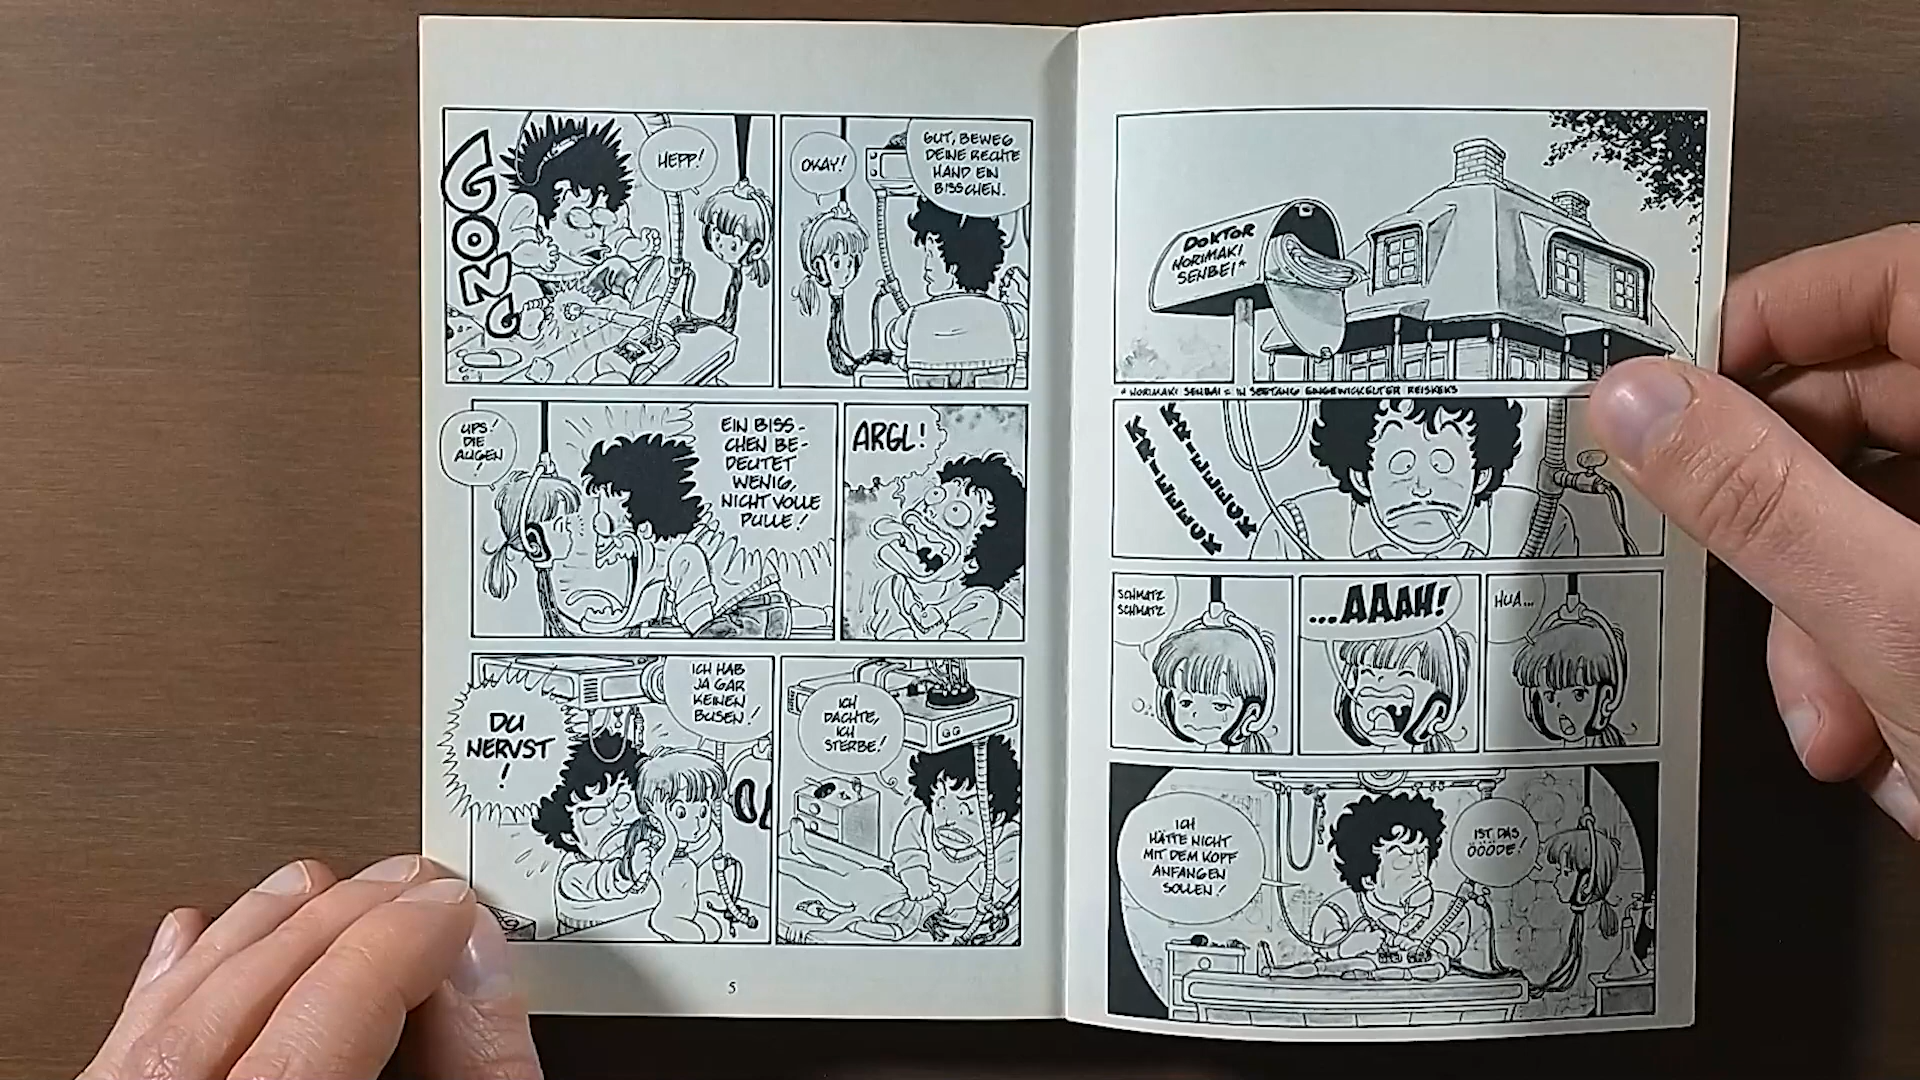 DOKTOR
NORIMAKI
SENBEI*
* NORIMAKI SENBEI = IN SEETANG EINGEWICKELTER REISKEKS
KRIEEEUK
KRIEEEUK
HUA...
...AAAH!
SCHMATZ
SCHMATZ
IST DAS
ÖÖÖDE!
ICH
HÄTTE NICHT
MIT DEM KOPF
ANFANGEN
SOLLEN!
GUT, BEWEG
DEINE RECHTE
HAND EIN
BISSCHEN.
OKAY!
HEPP!
GONG
ARGL!
EIN BISS-
CHEN BE-
DEUTET
WENIG,
NICHT VOLLE
PULLE!
UPS!
DIE
AUGEN
!
ICH
DACHTE,
ICH
STERBE!
ICH HAB
JA GAR
KEINEN
BUSEN!
DU
NERVST
!
5